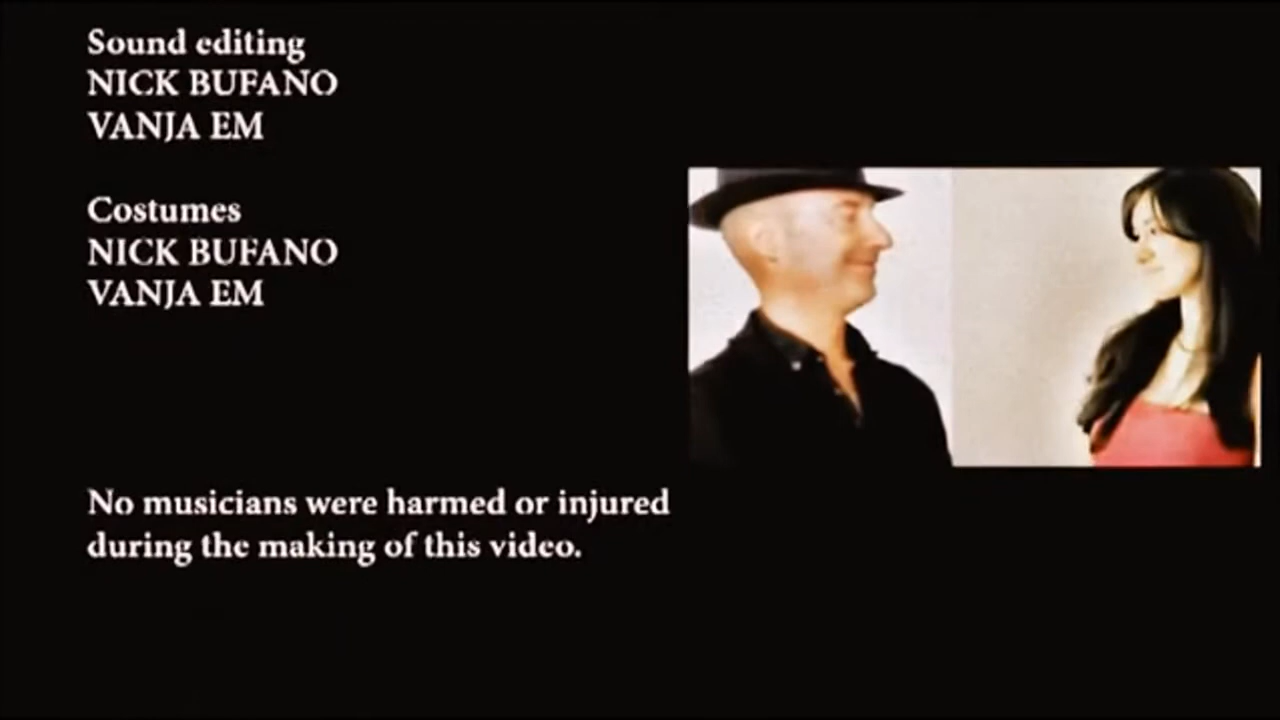 Sound editing
NICK BUFANO
VANJA EM
Costumes
NICK BUFANO
VANJA EM
No musicians were harmed or injured
during the making of this video.